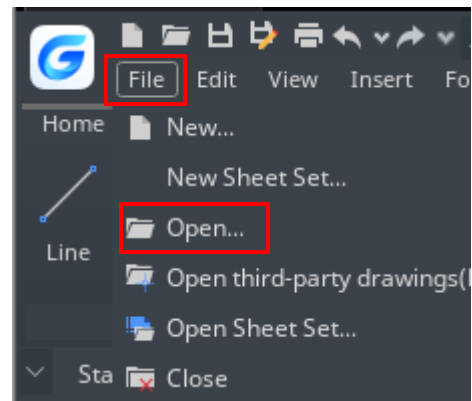 File Edit View Insert Fo
Home
New...
New Sheet Set...
Open...
Line
Open third-party drawings(
Open Sheet Set...
Sta
Close